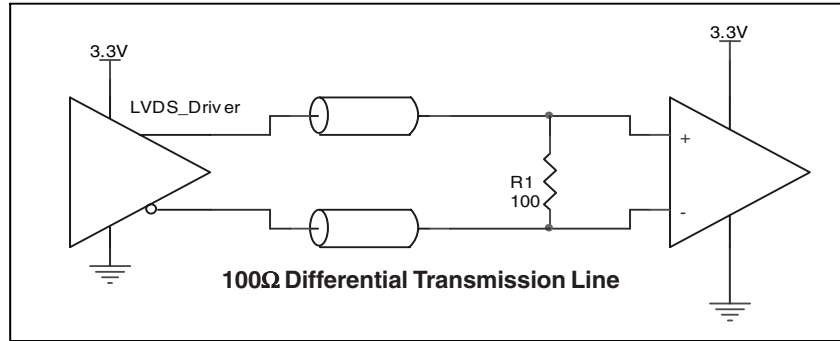 3.3V
3.3V
LVDS_Driver
+
R1
100
-
100Ω Differential Transmission Line